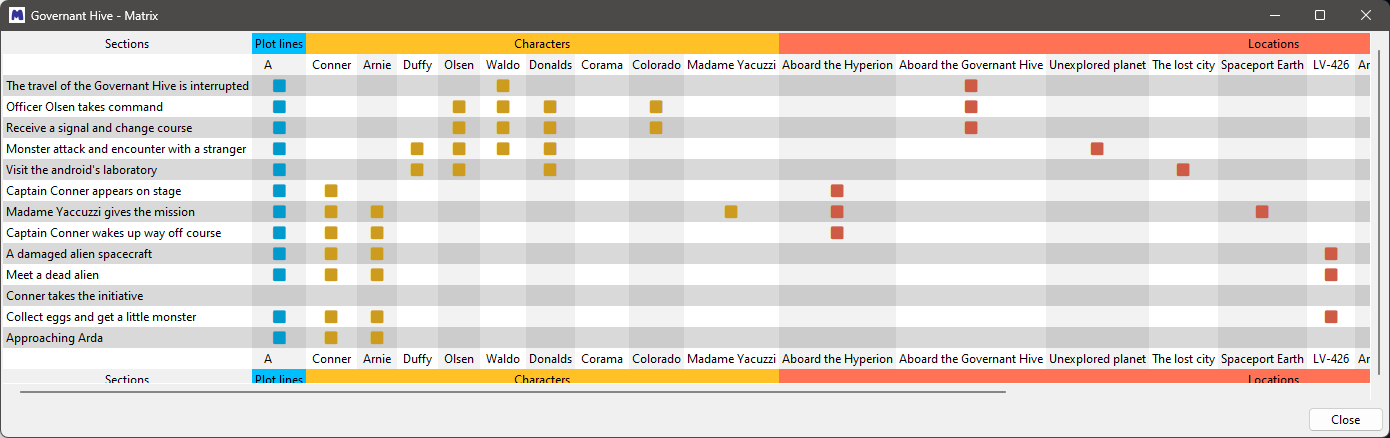 Governant Hive - Matrix
Sections Plot lines Characters Locations
A Conner Arnie Duffy Olsen Waldo Donalds Corama Colorado Madame Yacuzzi Aboard the Hyperion Aboard the Governant Hive Unexplored planet The lost city Spaceport Earth LV-426 Ar
The travel of the Governant Hive is interrupted
Officer Olsen takes command
Receive a signal and change course
Monster attack and encounter with a stranger
Visit the android's laboratory
Captain Conner appears on stage
Madame Yaccuzzi gives the mission
Captain Conner wakes up way off course
A damaged alien spacecraft
Meet a dead alien
Conner takes the initiative
Collect eggs and get a little monster
Approaching Arda
A Conner Arnie Duffy Olsen Waldo Donalds Corama Colorado Madame Yacuzzi Aboard the Hyperion Aboard the Governant Hive Unexplored planet The lost city Spaceport Earth LV-426 Ar
Sections Plot lines Characters Locations
Close